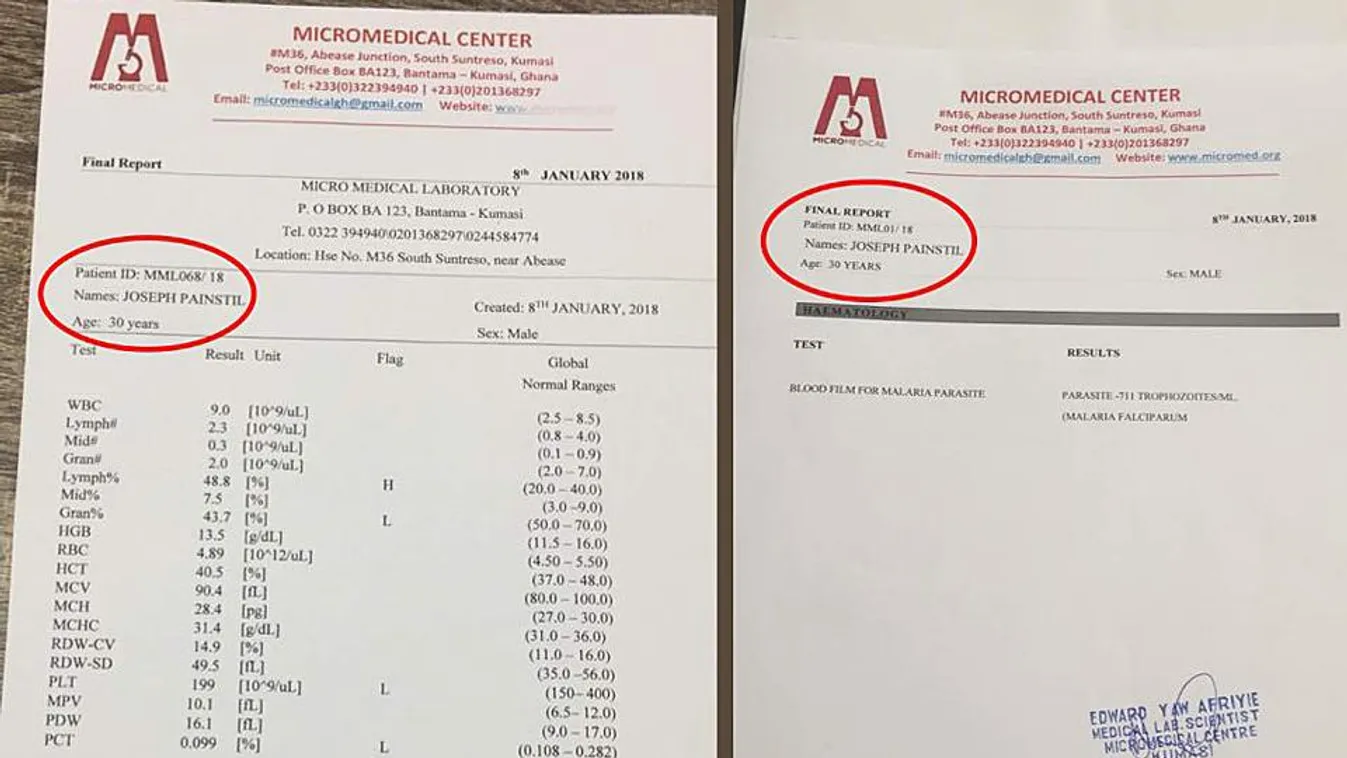 MICROMEDICAL
MICROMEDICAL CENTER
#M36, Abease Junction, South Suntreso, Kumasi
Post Office Box BA123, Bantama – Kumasi, Ghana
Tel: +233(0)322394940 | +233(0)201368297
Email: micromedicalgh@gmail.com Website:
Final Report
8th JANUARY 2018
MICRO MEDICAL LABORATORY
P. O BOX BA 123, Bantama - Kumasi
Tel. 0322 394940\0201368297\0244584774
Location: Hse No. M36 South Suntreso, near Abease
Patient ID: MML068/ 18
Names: JOSEPH PAINSTIL
Created: 8TH JANUARY, 2018
Age: 30 years
Sex: Male
Test Result Unit Flag Global
Normal Ranges
WBC 9.0 [10^9/uL] (2.5 – 8.5)
Lymph# 2.3 [10^9/uL] (0.8 – 4.0)
Mid# 0.3 [10^9/uL] (0.1 – 0.9)
Gran# 2.0 [10^9/uL] (2.0 – 7.0)
Lymph% 48.8 [%] H (20.0 – 40.0)
Mid% 7.5 [%] (3.0 –9.0)
Gran% 43.7 [%] L (50.0 – 70.0)
HGB 13.5 [g/dL] (11.5 – 16.0)
RBC 4.89 [10^12/uL] (4.50 – 5.50)
HCT 40.5 [%] (37.0 – 48.0)
MCV 90.4 [fL] (80.0 – 100.0)
MCH 28.4 [pg] (27.0 – 30.0)
MCHC 31.4 [g/dL] (31.0 – 36.0)
RDW-CV 14.9 [%] (11.0 – 16.0)
RDW-SD 49.5 [fL] (35.0 –56.0)
PLT 199 [10^9/uL] L (150– 400)
MPV 10.1 [fL] (6.5– 12.0)
PDW 16.1 [fL] (9.0 – 17.0)
PCT 0.099 [%] L (0.108 – 0.282)
MICROMEDICAL
MICROMEDICAL CENTER
#M36, Abease Junction, South Suntreso, Kumasi
Post Office Box BA123, Bantama – Kumasi, Ghana
Tel: +233(0)322394940 | +233(0)201368297
Email: micromedicalgh@gmail.com Website: www.micromed.org
FINAL REPORT
8TH JANUARY, 2018
Patient ID: MML01/ 18
Names: JOSEPH PAINSTIL
Age: 30 YEARS
Sex: MALE
HAEMATOLOGY
TEST RESULTS
BLOOD FILM FOR MALARIA PARASITE PARASITE -711 TROPHOZOITES/ML
(MALARIA FALCIPARUM
EDWARD YAW AFRIYIE
MEDICAL LAB.SCIENTIST
MICROMEDICAL CENTRE
KUMASI